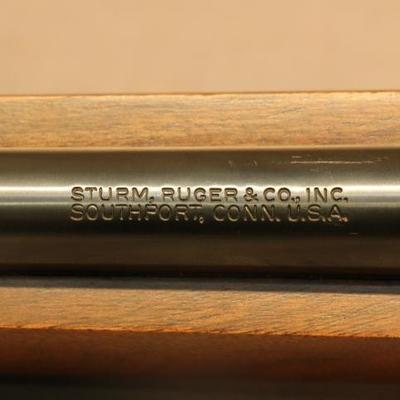 STURM, RUGER & CO., INC.
SOUTHPORT, CONN. U.S.A.